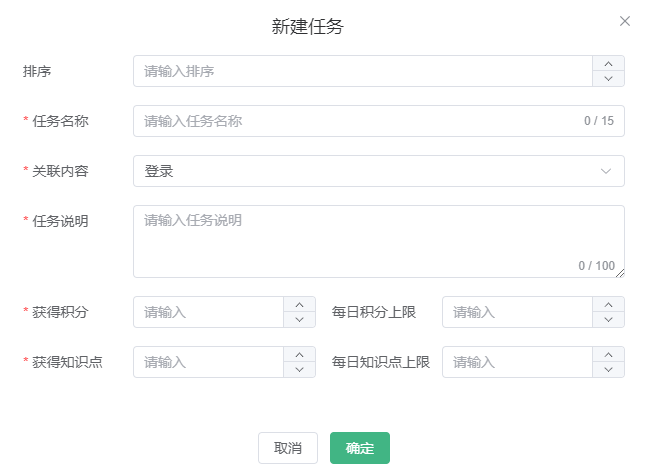 新建任务
排序 请输入排序
* 任务名称 请输入任务名称 0 / 15
* 关联内容 登录
* 任务说明 请输入任务说明
0 / 100
* 获得积分 请输入 每日积分上限 请输入
* 获得知识点 请输入 每日知识点上限 请输入
取消 确定